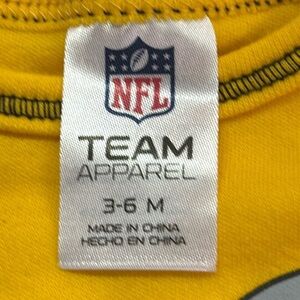 NFL
TEAM
APPAREL
3-6 M
MADE IN CHINA
HECHO EN CHINA